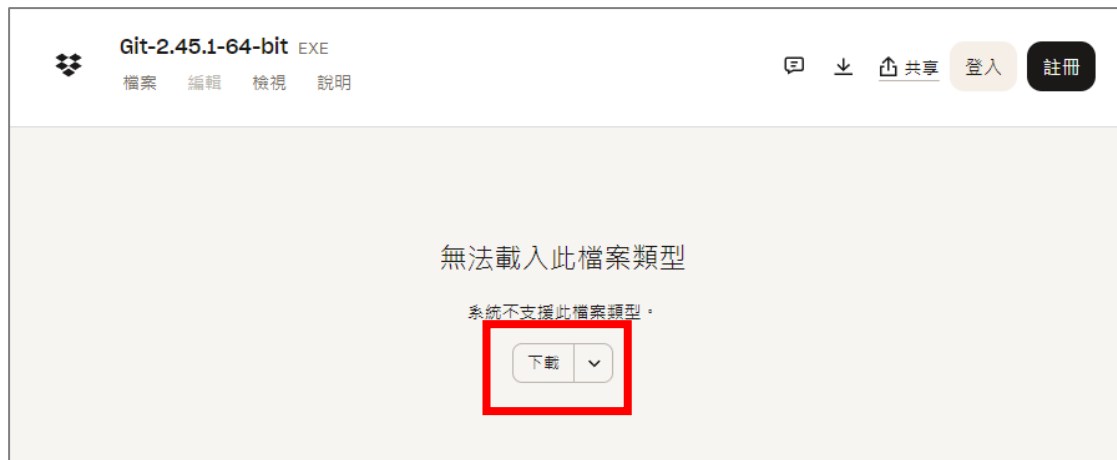 Git-2.45.1-64-bit EXE
檔案 編輯 檢視 說明
共享 登入 註冊
無法載入此檔案類型
系統不支援此檔案類型。
下載